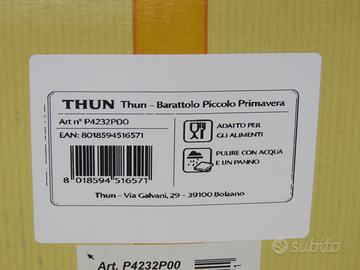 THUN Thun - Barattolo Piccolo Primavera
Art n° P4232P00
EAN: 8018594516571
ADATTO PER
GLI ALIMENTI
PULIRE CON ACQUA
E UN PANNO
8 018594 516571
Thun - Via Galvani, 29 - 39100 Bolzano
Art. P4232P00
subito